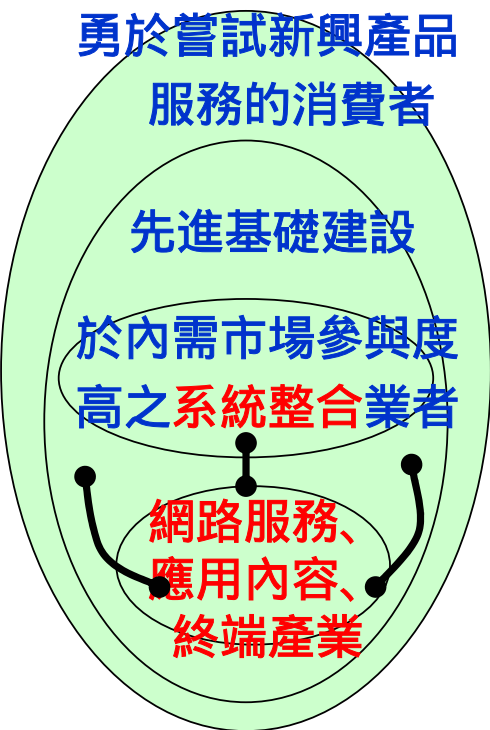 勇於嘗試新興產品
服務的消費者
先進基礎建設
於內需市場參與度
高之系統整合業者
網路服務、
應用內容、
終端產業